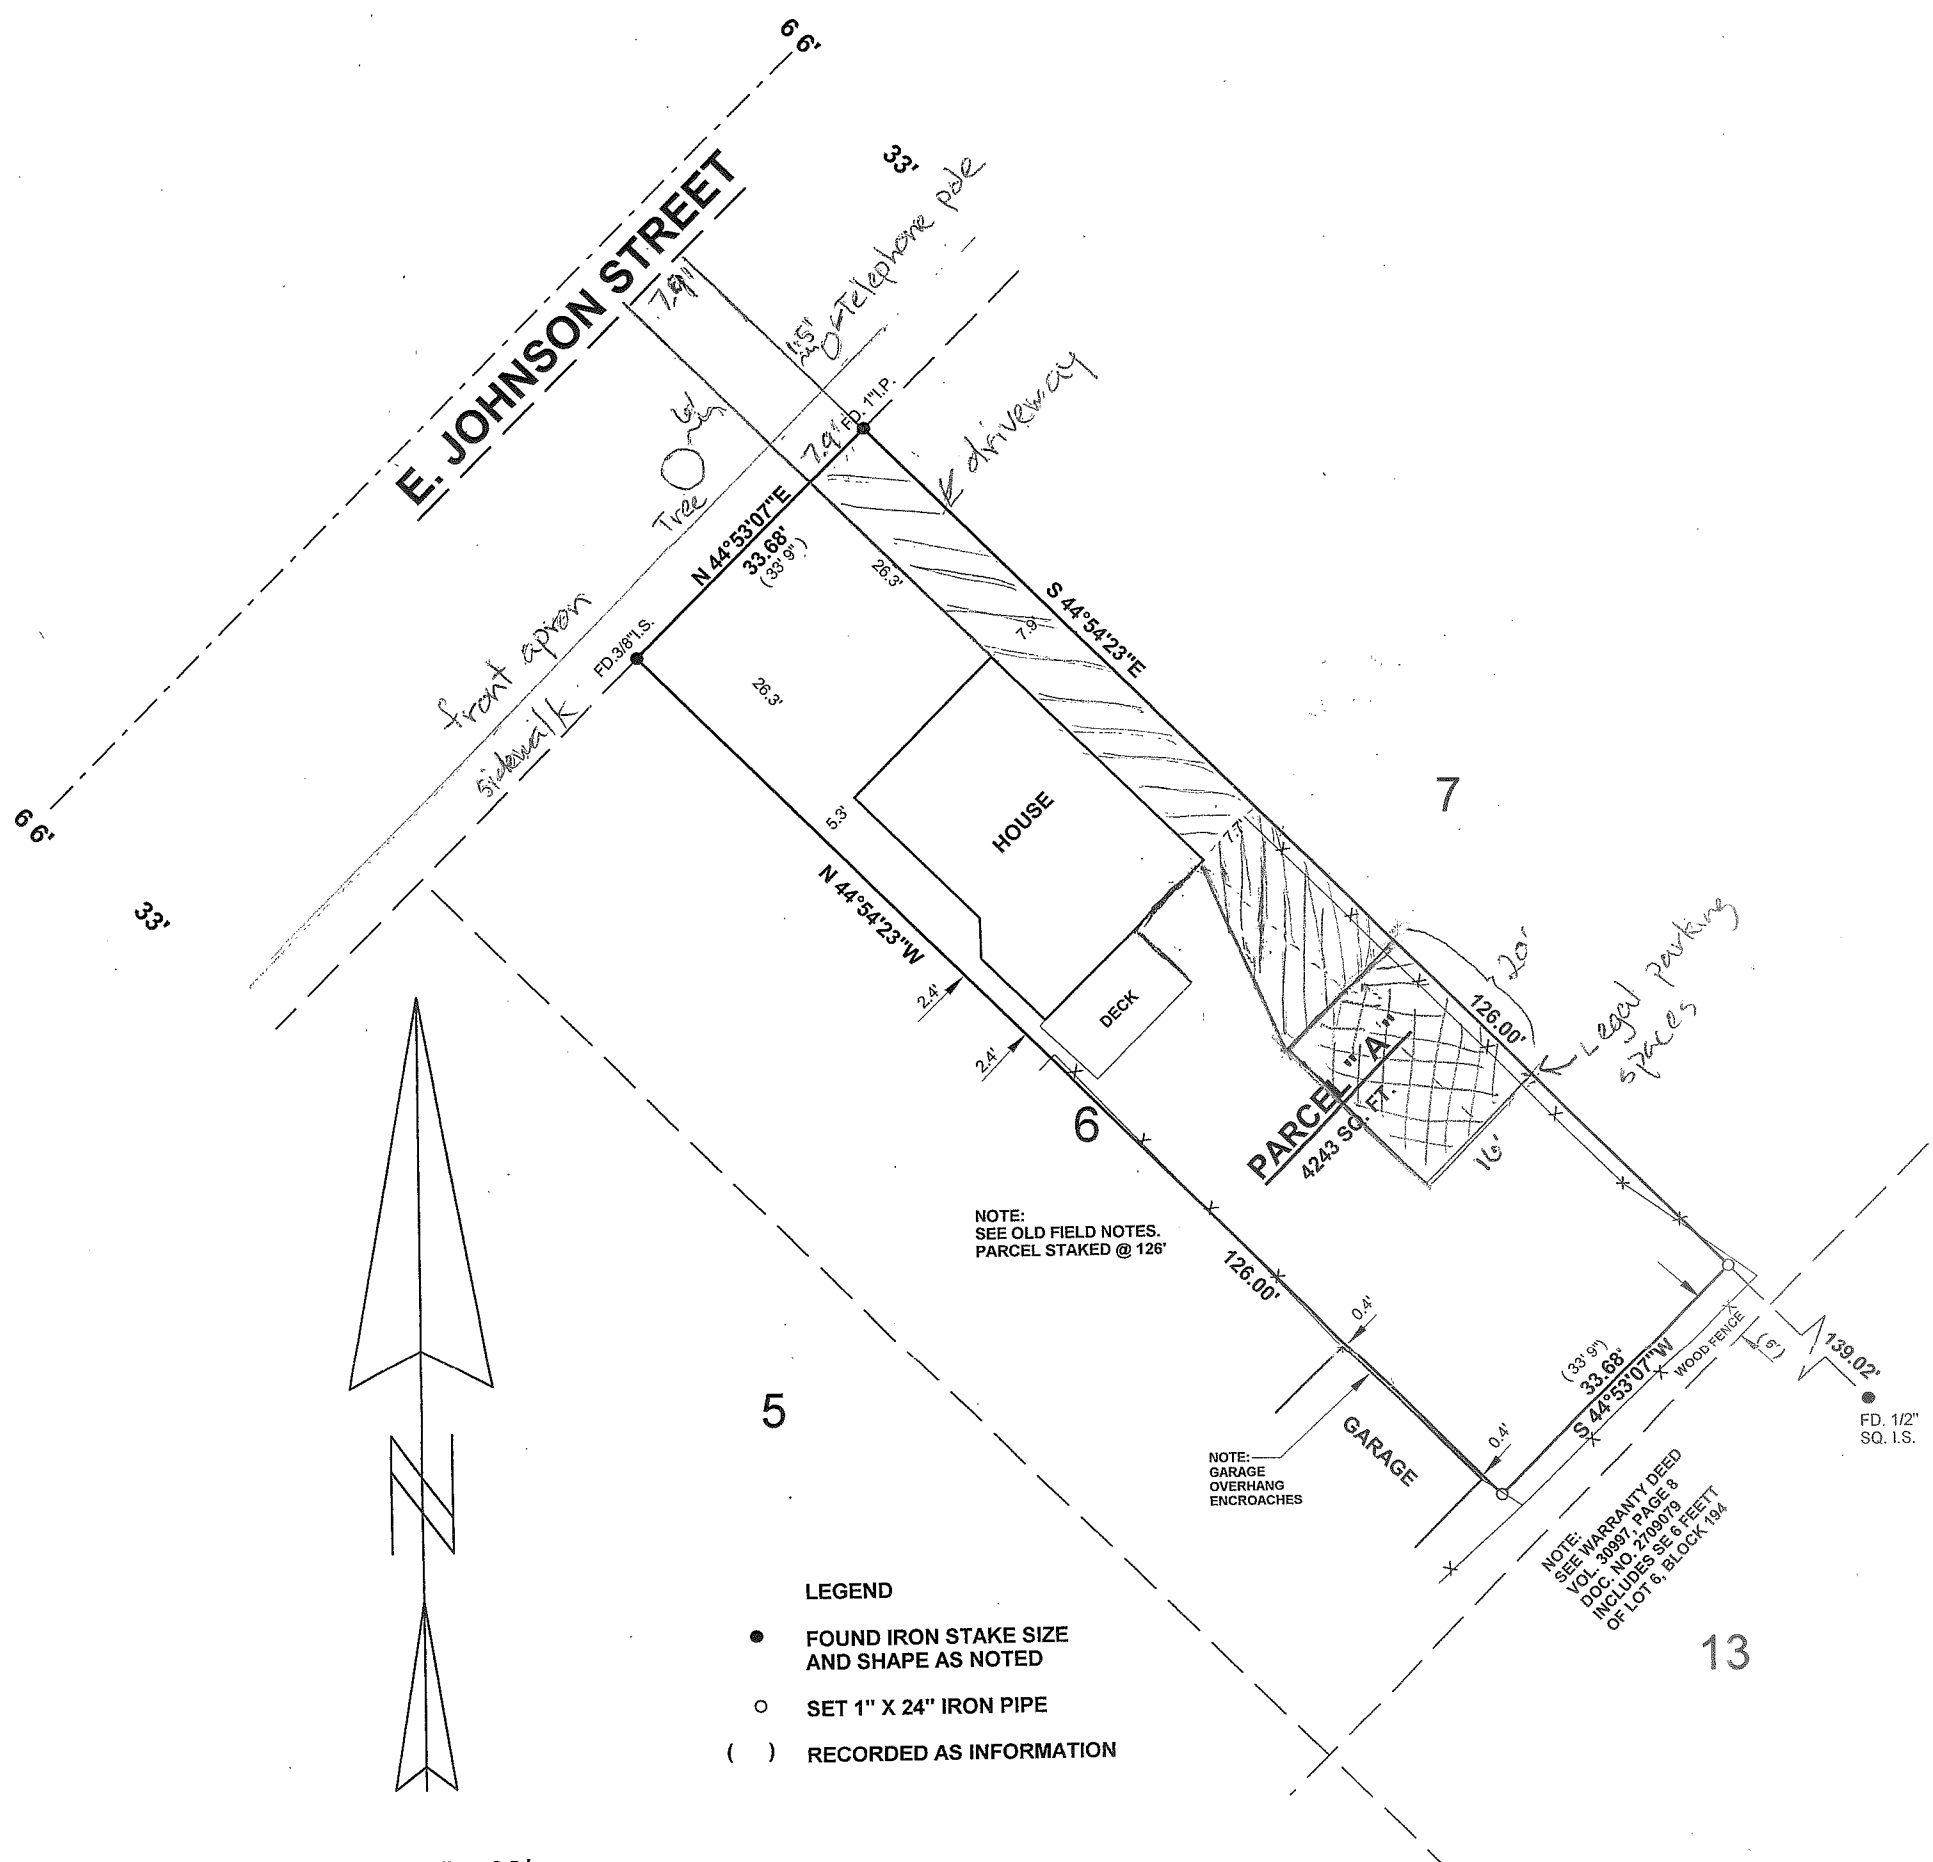 66'
33'
E. JOHNSON STREET
7.9'
Telephone pole
1.5'
6'
Tree
7.9'
FD. 1"I.P.
driveway
N 44°53'07"E
33.68'
(33' 9")
front apron
sidewalk
FD.3/8"I.S.
26.3'
26.3'
7.9'
S 44°54'23"E
66'
33'
5.3'
HOUSE
7.7'
7
N 44°54'23"W
2.4'
2.4'
DECK
20'
126.00'
Legal parking
spaces
PARCEL "A"
4243 SQ. FT.
16'
6
NOTE:
SEE OLD FIELD NOTES.
PARCEL STAKED @ 126'
126.00'
0.4'
(33' 9")
33.68'
S 44°53'07"W
WOOD FENCE
(6')
139.02'
FD. 1/2"
SQ. I.S.
5
GARAGE
0.4'
NOTE:
GARAGE
OVERHANG
ENCROACHES
NOTE:
SEE WARRANTY DEED
VOL. 30997, PAGE 8
DOC. NO. 2709079
INCLUDES SE 6 FEETT
OF LOT 6, BLOCK 194
13
N
LEGEND
FOUND IRON STAKE SIZE
AND SHAPE AS NOTED
SET 1" X 24" IRON PIPE
( ) RECORDED AS INFORMATION